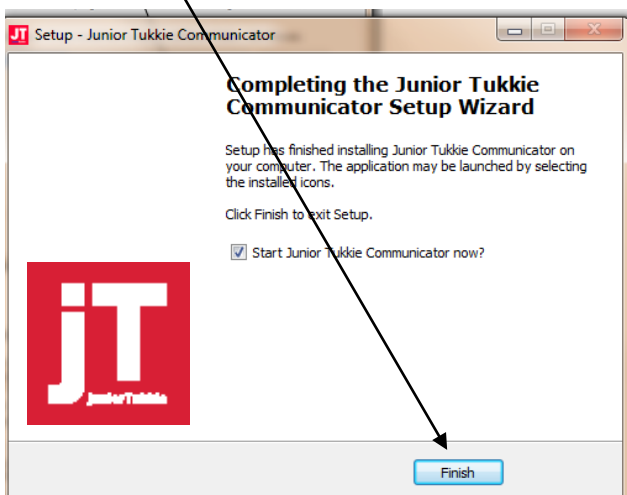 JT Setup - Junior Tukkie Communicator
Completing the Junior Tukkie
Communicator Setup Wizard
Setup has finished installing Junior Tukkie Communicator on
your computer. The application may be launched by selecting
the installed icons.
Click Finish to exit Setup.
Start Junior Tukkie Communicator now?
jT
JuniorTukkie
Finish